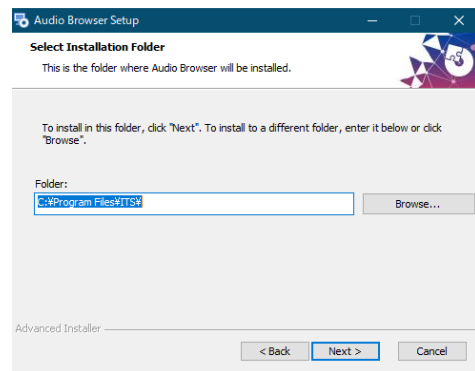 Audio Browser Setup
Select Installation Folder
This is the folder where Audio Browser will be installed.
To install in this folder, click "Next". To install to a different folder, enter it below or click
"Browse".
Folder:
C:¥Program Files¥ITS¥
Browse...
Advanced Installer
< Back
Next >
Cancel